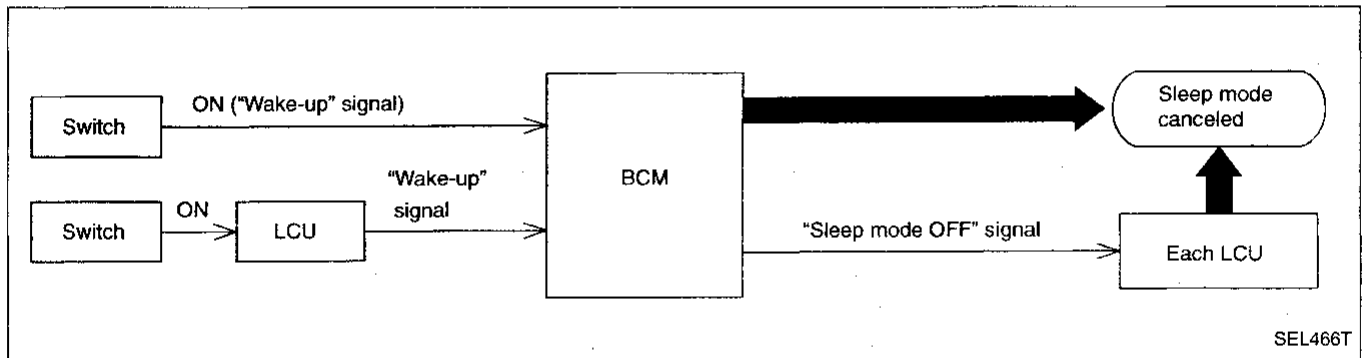 Switch
ON ("Wake-up" signal)
Switch
ON
LCU
"Wake-up"
signal
BCM
"Sleep mode OFF" signal
Sleep mode
canceled
Each LCU
SEL466T